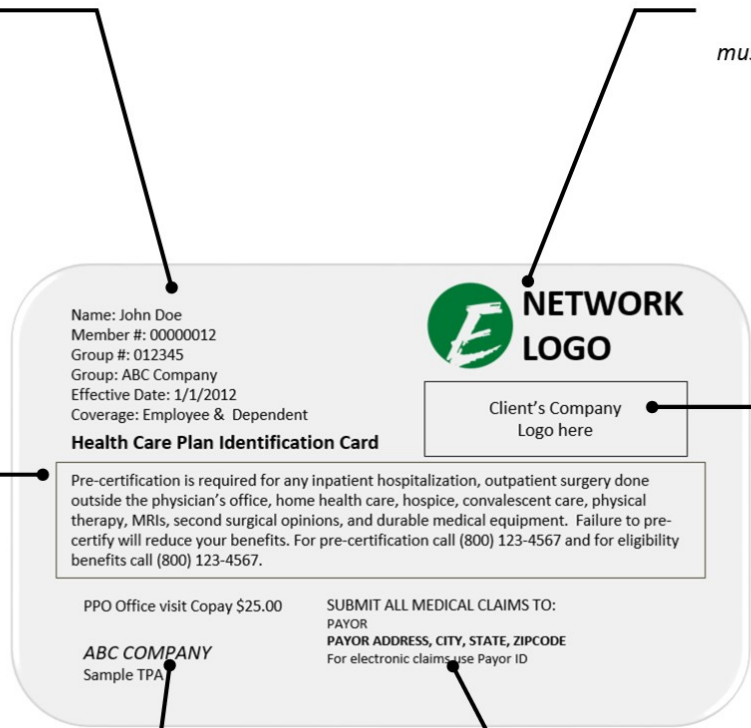 mus
Name: John Doe
Member #: 00000012
Group #: 012345
Group: ABC Company
Effective Date: 1/1/2012
Coverage: Employee & Dependent
Health Care Plan Identification Card
E
NETWORK
LOGO
Client's Company
Logo here
Pre-certification is required for any inpatient hospitalization, outpatient surgery done
outside the physician's office, home health care, hospice, convalescent care, physical
therapy, MRIs, second surgical opinions, and durable medical equipment. Failure to pre-
certify will reduce your benefits. For pre-certification call (800) 123-4567 and for eligibility
benefits call (800) 123-4567.
PPO Office visit Copay $25.00
ABC COMPANY
Sample TPA
SUBMIT ALL MEDICAL CLAIMS TO:
PAYOR
PAYOR ADDRESS, CITY, STATE, ZIPCODE
For electronic claims use Payor ID